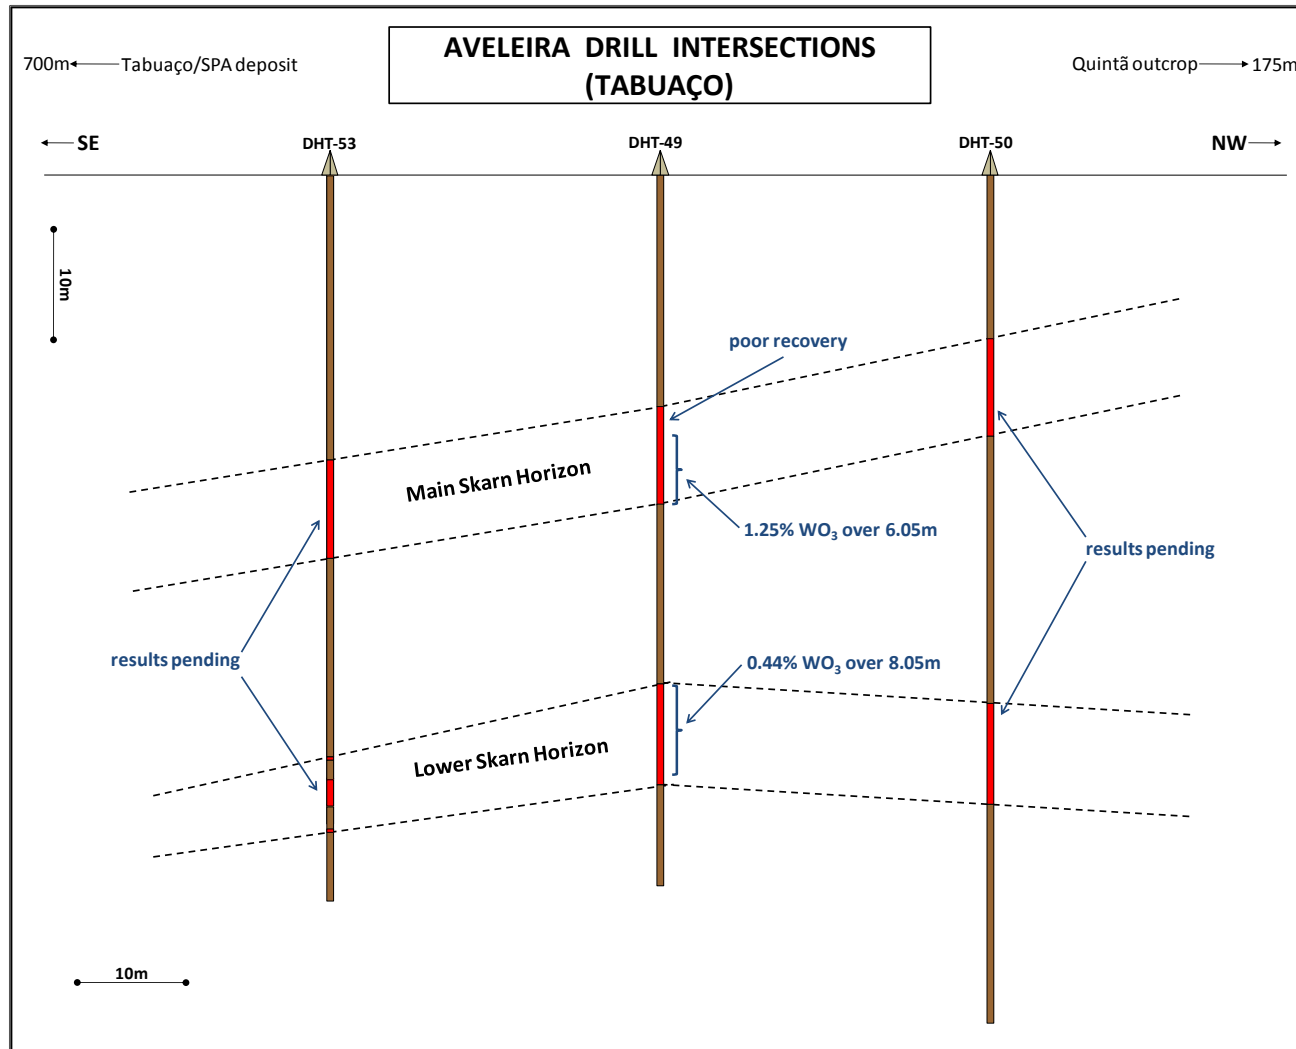 AVELEIRA DRILL INTERSECTIONS
(TABUAÇO)
700m Tabuaço/SPA deposit
Quintã outcrop 175m
SE
DHT-53
DHT-49
DHT-50
NW
10m
poor recovery
Main Skarn Horizon
1.25% WO₃ over 6.05m
results pending
results pending
0.44% WO₃ over 8.05m
Lower Skarn Horizon
10m